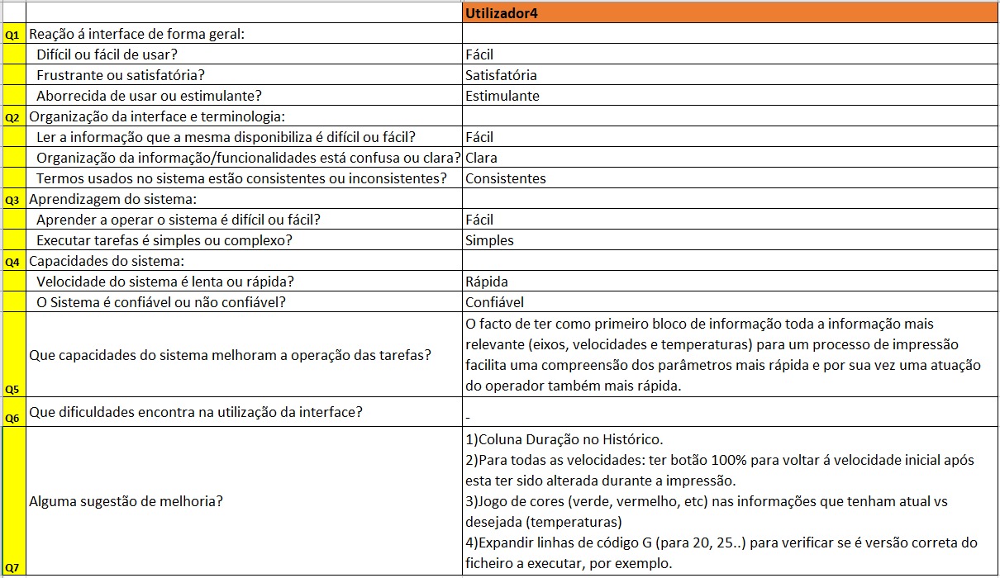 Utilizador4
Q1 Reação á interface de forma geral:
Difícil ou fácil de usar? Fácil
Frustrante ou satisfatória? Satisfatória
Aborrecida de usar ou estimulante? Estimulante
Q2 Organização da interface e terminologia:
Ler a informação que a mesma disponibiliza é difícil ou fácil? Fácil
Organização da informação/funcionalidades está confusa ou clara? Clara
Termos usados no sistema estão consistentes ou inconsistentes? Consistentes
Q3 Aprendizagem do sistema:
Aprender a operar o sistema é difícil ou fácil? Fácil
Executar tarefas é simples ou complexo? Simples
Q4 Capacidades do sistema:
Velocidade do sistema é lenta ou rápida? Rápida
O Sistema é confiável ou não confiável? Confiável
Q5 Que capacidades do sistema melhoram a operação das tarefas?
O facto de ter como primeiro bloco de informação toda a informação mais
relevante (eixos, velocidades e temperaturas) para um processo de impressão
facilita uma compreensão dos parâmetros mais rápida e por sua vez uma atuação
do operador também mais rápida.
Q6 Que dificuldades encontra na utilização da interface? -
Q7 Alguma sugestão de melhoria?
1)Coluna Duração no Histórico.
2)Para todas as velocidades: ter botão 100% para voltar á velocidade inicial após
esta ter sido alterada durante a impressão.
3)Jogo de cores (verde, vermelho, etc) nas informações que tenham atual vs
desejada (temperaturas)
4)Expandir linhas de código G (para 20, 25..) para verificar se é versão correta do
ficheiro a executar, por exemplo.